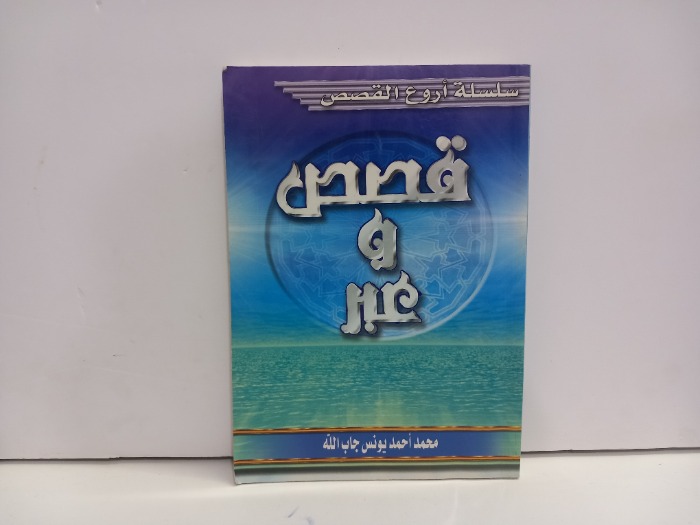 سلسلة أروع القصص
قصص
و
عبر
محمد أحمد يونس جاب الله